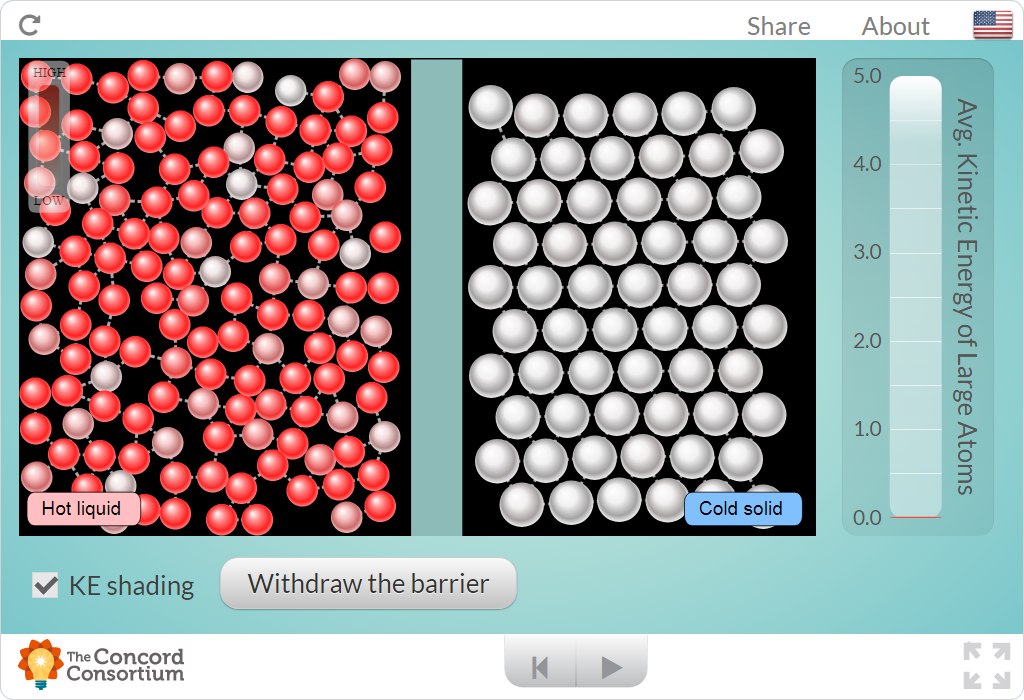 Share
About
HIGH
LOW
Hot liquid
Cold solid
5.0
4.0
3.0
2.0
1.0
0.0
Avg. Kinetic Energy of Large Atoms
KE shading
Withdraw the barrier
The Concord
Consortium